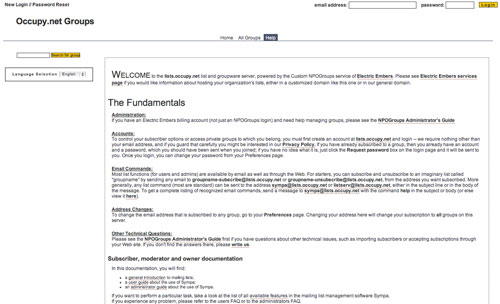 New Login // Password Reset
email address: password: Login
Occupy.net Groups
Home All Groups Help
Search for group
Language Selection English
WELCOME to the lists.occupy.net list and groupware server, powered by the Custom NPOGroups service of Electric Embers. Please see Electric Embers services
page if you would like information about hosting your organization's lists, either in a customized domain like this one or in our general domain.
The Fundamentals
Administration:
If you have an Electric Embers billing account (not just an NPOGroups login) and need help managing groups, please see the NPOGroups Administrator's Guide
Accounts:
To control your subscriber options or access private groups to which you belong, you must first create an account at lists.occupy.net and login -- we require nothing other than
your email address, and if you guard that carefully you might be interested in our Privacy Policy. If you have already subscribed to a group, then you already have an account
and a password, which you should have been sent when you joined; if you have no idea what it is, just click the Request password box on the login page and it will be sent to
you. Once you login, you can change your password from your Preferences page.
Email Commands:
Most list functions (for users and admins) are available by email as well as through the Web. For starters, you can subscribe and unsubscribe to an imaginary list called
"groupname" by sending any email to groupname-subscribe@lists.occupy.net or groupname-unsubscribe@lists.occupy.net, from the address you want subscribed. More
generally, any list command (most are standard) can be sent to the address sympa@lists.occupy.net or listserv@lists.occupy.net, either in the subject line or in the body of
the message. To get a complete listing of recognized email commands, send a message to sympa@lists.occupy.net with the command help in the subject or body (or else
view it here).
Address Changes:
To change the email address that is subscribed to any group, go to your Preferences page. Changing your address here will change your subscription to all groups on this
server.
Other Technical Questions:
Please see the NPOGroups Administrator's Guide first if you have questions about other technical issues, such as importing subscribers or accepting subscriptions through
your Web site. If you don't find the answers there, please write us.
Subscriber, moderator and owner documentation
In this documentation, you will find:
a general introduction to mailing lists;
a user guide about the use of Sympa;
an administrator guide about the use of Sympa.
If you want to perform a particular task, take a look at the list of all available features in the mailing list management software Sympa.
If you experience any problem, please refer to the users FAQ or to the administrators FAQ.